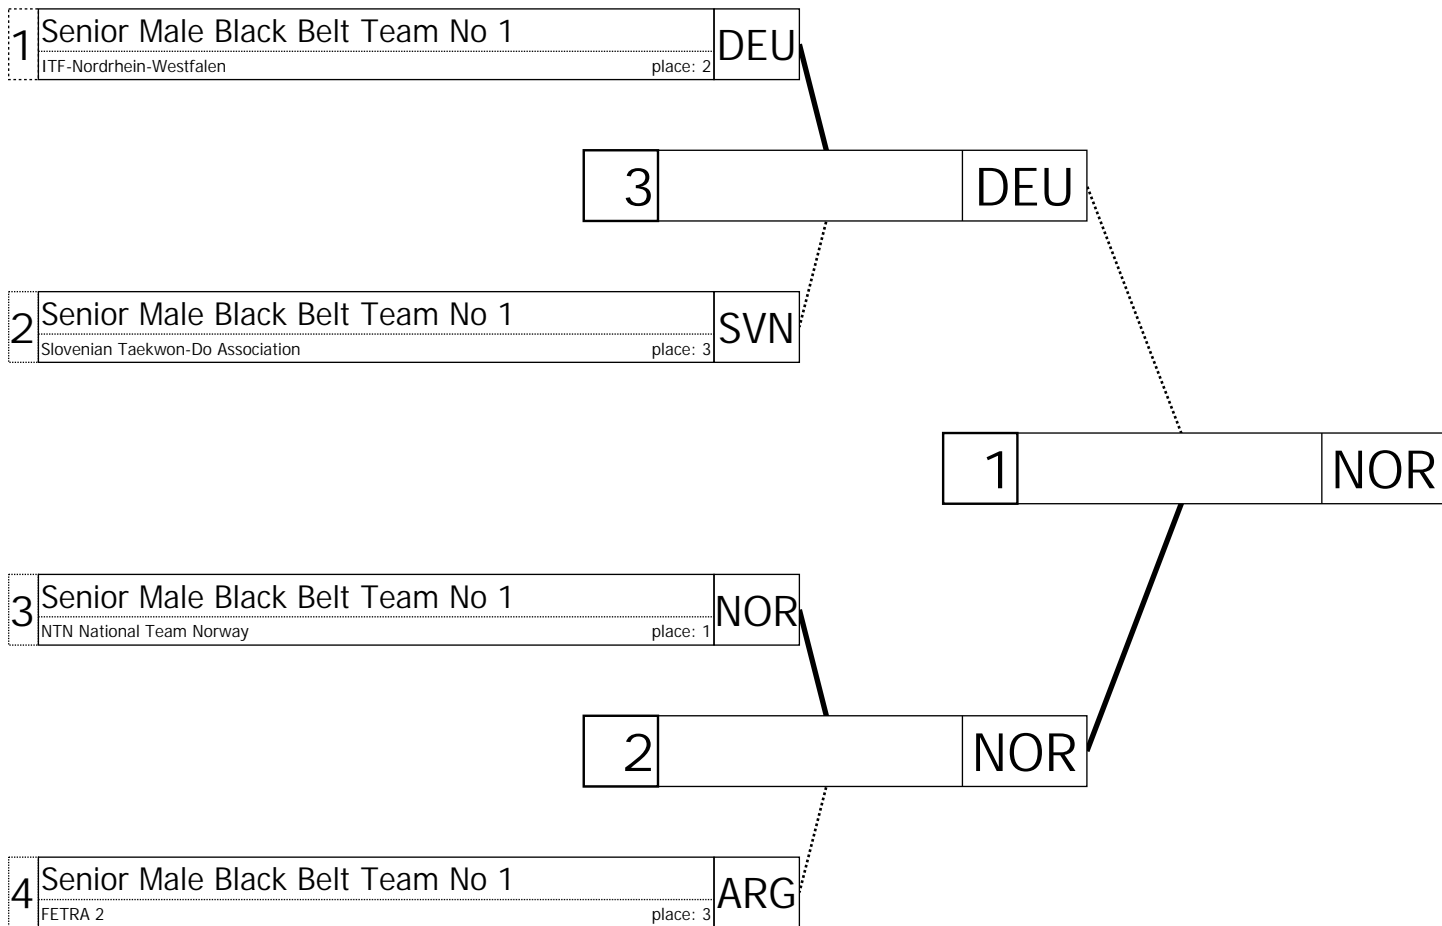 1
Senior Male Black Belt Team No 1
ITF-Nordrhein-Westfalen place: 2
DEU
3
DEU
2
Senior Male Black Belt Team No 1
Slovenian Taekwon-Do Association place: 3
SVN
1
NOR
3
Senior Male Black Belt Team No 1
NTN National Team Norway place: 1
NOR
2
NOR
4
Senior Male Black Belt Team No 1
FETRA 2 place: 3
ARG